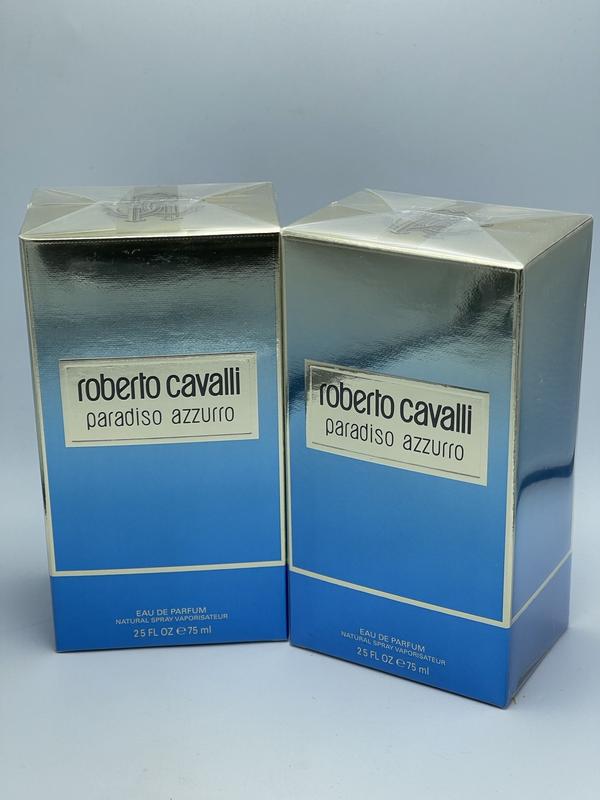 roberto cavalli
paradiso azzurro
EAU DE PARFUM
NATURAL SPRAY VAPORISATEUR
2.5 FL OZ ℮ 75 ml
roberto cavalli
paradiso azzurro
EAU DE PARFUM
NATURAL SPRAY VAPORISATEUR
2.5 FL OZ ℮ 75 ml